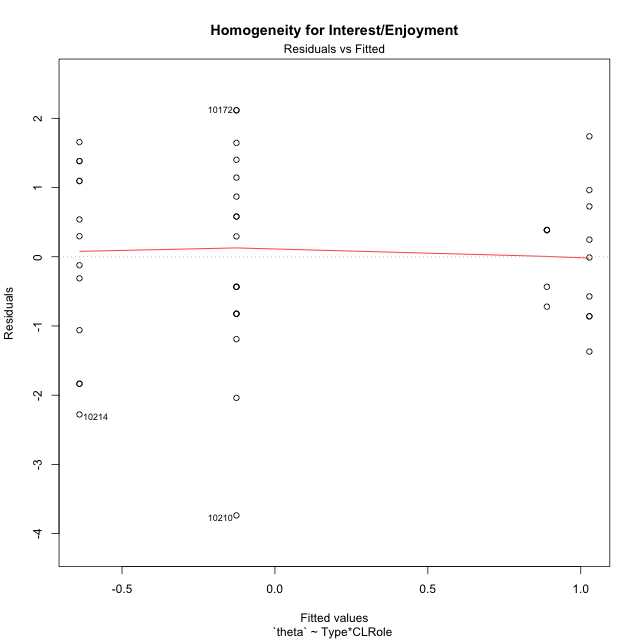 Homogeneity for Interest/Enjoyment
Residuals vs Fitted
10172
2
1
0
-1
-2
-3
-4
Residuals
10214
10210
-0.5
0.0
0.5
1.0
Fitted values
`theta` ~ Type*CLRole